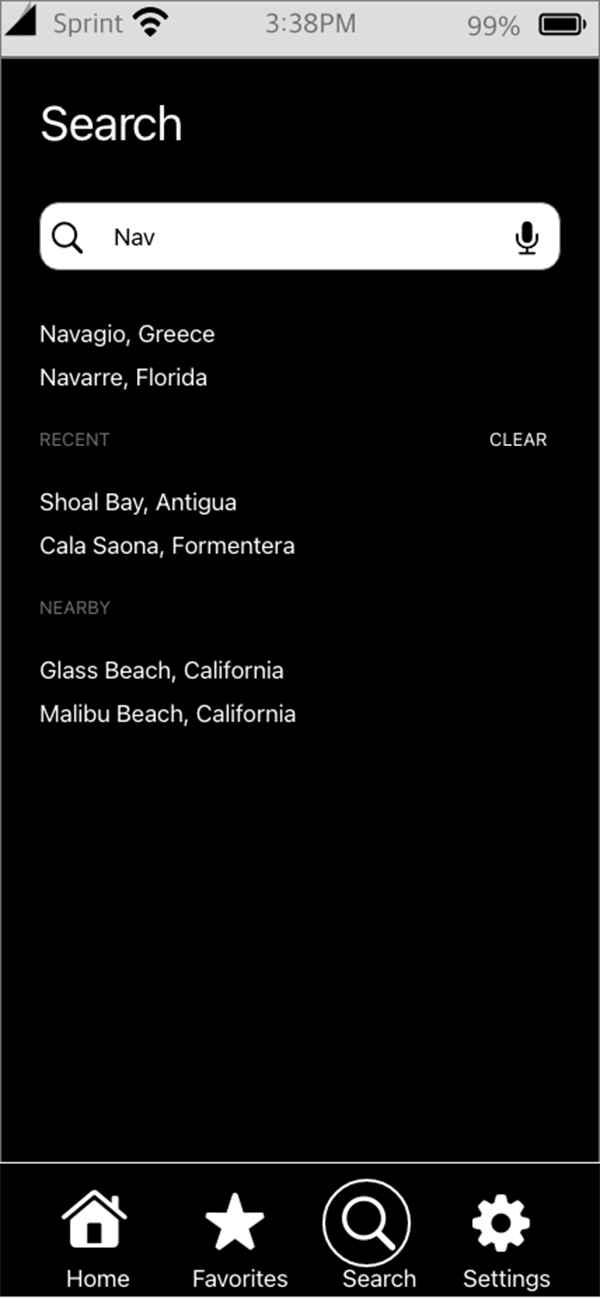 Sprint 3:38PM 99%
Search
Nav
Navagio, Greece
Navarre, Florida
RECENT CLEAR
Shoal Bay, Antigua
Cala Saona, Formentera
NEARBY
Glass Beach, California
Malibu Beach, California
Home Favorites Search Settings